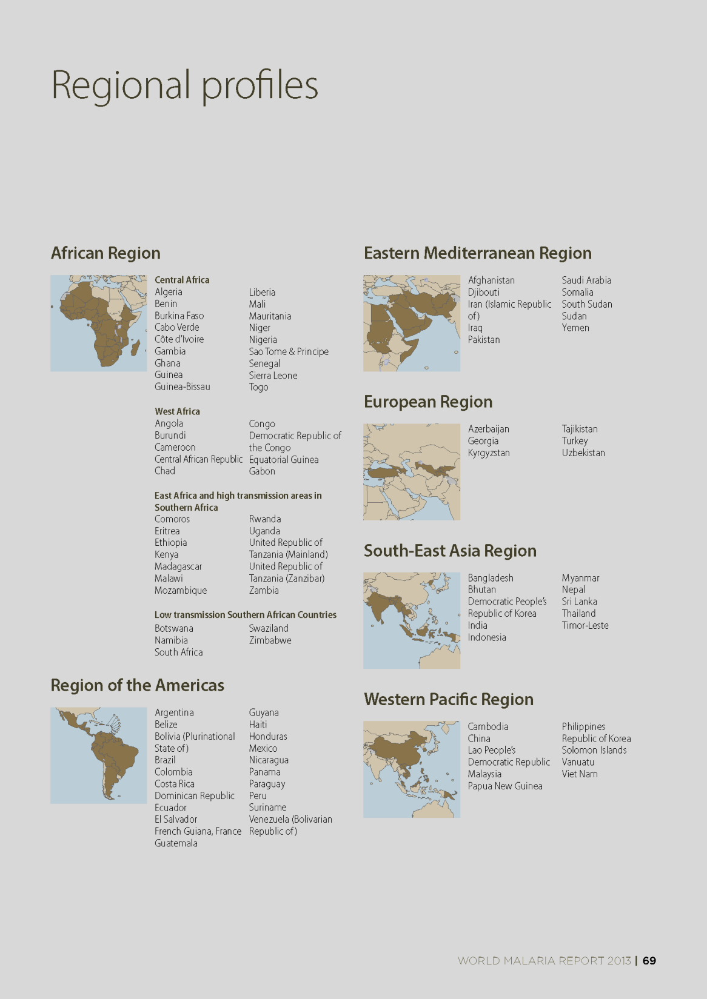 Regional profiles
African Region
Central Africa
Algeria
Benin
Burkina Faso
Cabo Verde
Côte d'Ivoire
Gambia
Ghana
Guinea
Guinea-Bissau
Liberia
Mali
Mauritania
Niger
Nigeria
Sao Tome & Principe
Senegal
Sierra Leone
Togo
West Africa
Angola
Burundi
Cameroon
Central African Republic
Chad
Congo
Democratic Republic of
the Congo
Equatorial Guinea
Gabon
East Africa and high transmission areas in
Southern Africa
Comoros
Eritrea
Ethiopia
Kenya
Madagascar
Malawi
Mozambique
Rwanda
Uganda
United Republic of
Tanzania (Mainland)
United Republic of
Tanzania (Zanzibar)
Zambia
Low transmission Southern African Countries
Botswana
Namibia
South Africa
Swaziland
Zimbabwe
Region of the Americas
Argentina
Belize
Bolivia (Plurinational
State of)
Brazil
Colombia
Costa Rica
Dominican Republic
Ecuador
El Salvador
French Guiana, France
Guatemala
Guyana
Haiti
Honduras
Mexico
Nicaragua
Panama
Paraguay
Peru
Suriname
Venezuela (Bolivarian
Republic of)
Eastern Mediterranean Region
Afghanistan
Djibouti
Iran (Islamic Republic
of)
Iraq
Pakistan
Saudi Arabia
Somalia
South Sudan
Sudan
Yemen
European Region
Azerbaijan
Georgia
Kyrgyzstan
Tajikistan
Turkey
Uzbekistan
South-East Asia Region
Bangladesh
Bhutan
Democratic People's
Republic of Korea
India
Indonesia
Myanmar
Nepal
Sri Lanka
Thailand
Timor-Leste
Western Pacific Region
Cambodia
China
Lao People's
Democratic Republic
Malaysia
Papua New Guinea
Philippines
Republic of Korea
Solomon Islands
Vanuatu
Viet Nam
WORLD MALARIA REPORT 2013 | 69